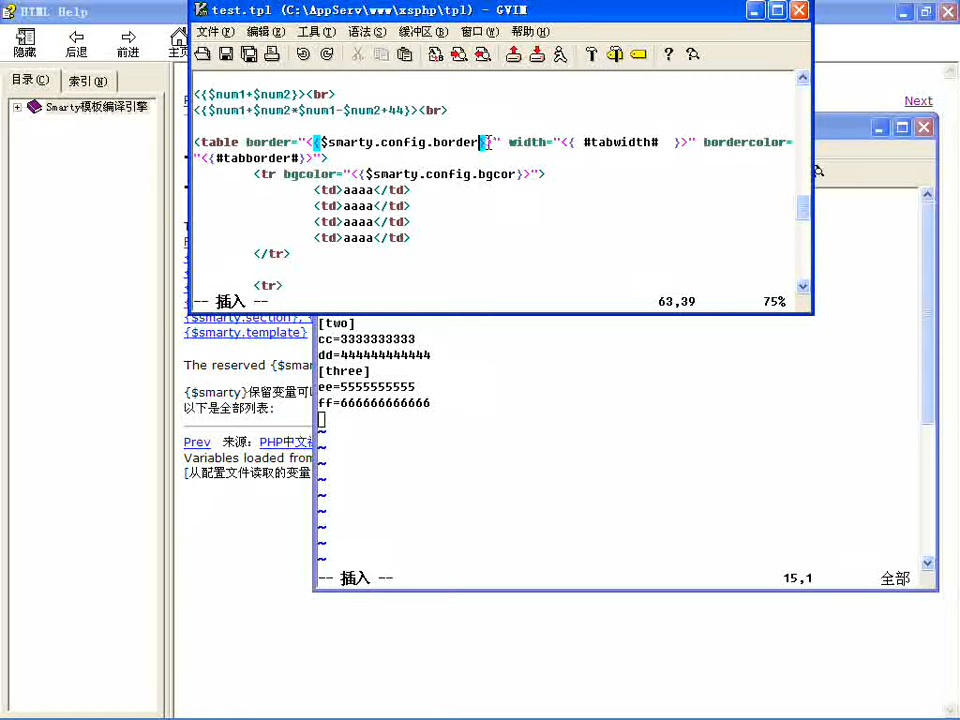 HTML Help
test.tpl (C:\AppServ\www\xsphp\tpl) - GVIM
文件(F) 编辑(E) 工具(T) 语法(S) 缓冲区(B) 窗口(W) 帮助(H)
隐藏 后退 前进 主页
目录(C) 索引(N)
Smarty模板编译引擎
Next
<{$num1+$num2}><br>
<{$num1+$num2*$num1-$num2+44}><br>
<table border="<{$smarty.config.border}>" width="<{ #tabwidth# }>" bordercolor=
"<{#tabborder#}>">
<tr bgcolor="<{$smarty.config.bgcor}>">
<td>aaaa</td>
<td>aaaa</td>
<td>aaaa</td>
<td>aaaa</td>
</tr>
<tr>
-- 插入 -- 63,39 75%
{$smarty.section}, {
{$smarty.template}
The reserved {$smar
{$smarty}保留变量可
以下是全部列表:
Prev 来源: PHP中文社
Variables loaded from
[从配置文件读取的变量
[two]
cc=3333333333
dd=444444444444
[three]
ee=5555555555
ff=666666666666
~
~
~
~
~
~
~
~
~
-- 插入 -- 15,1 全部